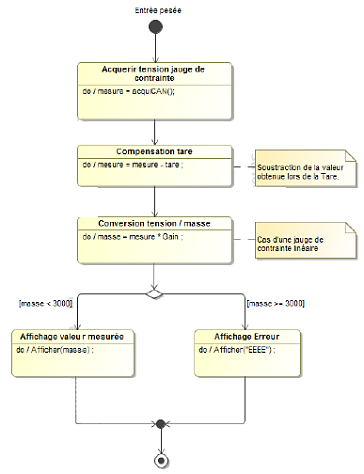 Entrée pesée
Acquerir tension jauge de
contrainte
do / mesure = acquiCAN();
Compensation tare
do / mesure = mesure - tare ;
Soustraction de la valeur
obtenue lors de la Tare.
Conversion tension / masse
do / masse = mesure * Gain ;
Cas d'une jauge de
contrainte linéaire
[masse < 3000]
[masse >= 3000]
Affichage valeur mesurée
do / Afficher(masse) ;
Affichage Erreur
do / Afficher("EEEE") ;